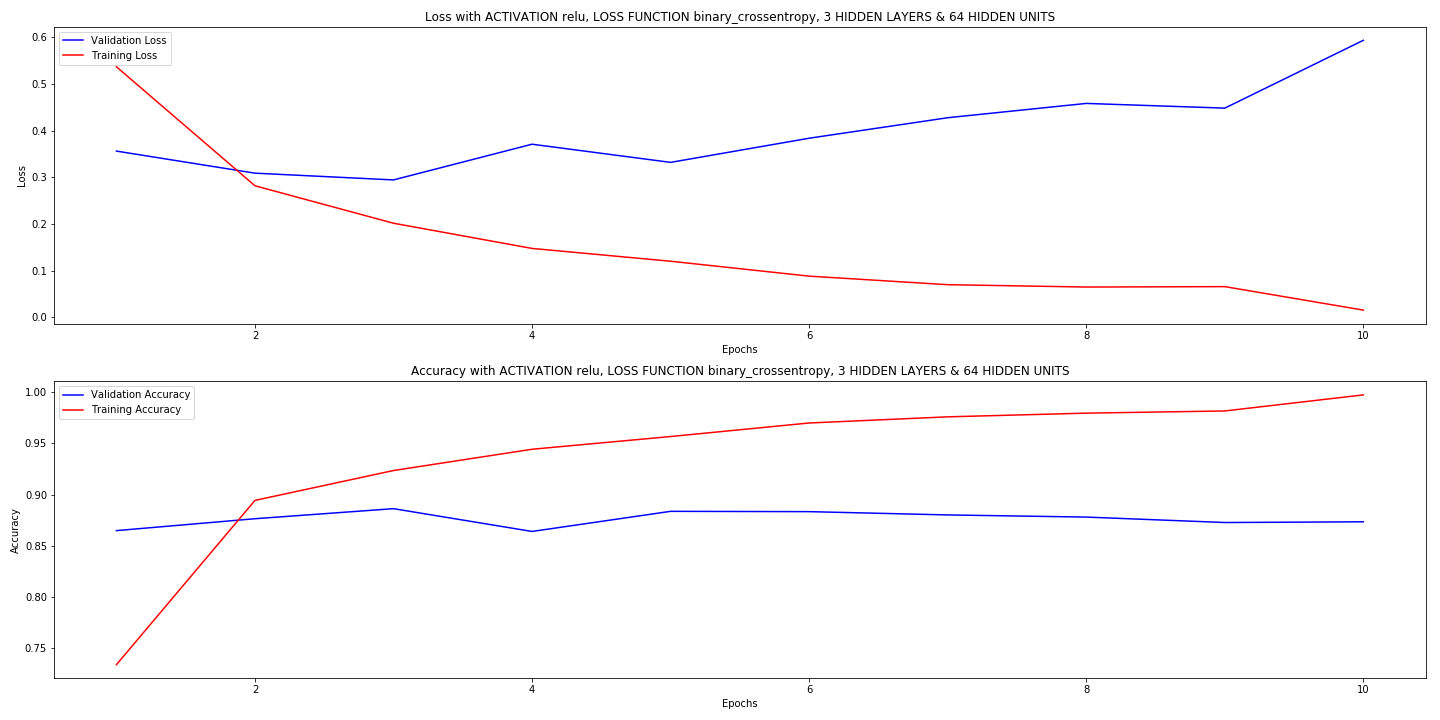 Loss with ACTIVATION relu, LOSS FUNCTION binary_crossentropy, 3 HIDDEN LAYERS & 64 HIDDEN UNITS
Validation Loss
Training Loss
0.6
0.5
0.4
0.3
0.2
0.1
0.0
Loss
2 4 6 8 10
Epochs
Accuracy with ACTIVATION relu, LOSS FUNCTION binary_crossentropy, 3 HIDDEN LAYERS & 64 HIDDEN UNITS
Validation Accuracy
Training Accuracy
1.00
0.95
0.90
0.85
0.80
0.75
Accuracy
2 4 6 8 10
Epochs